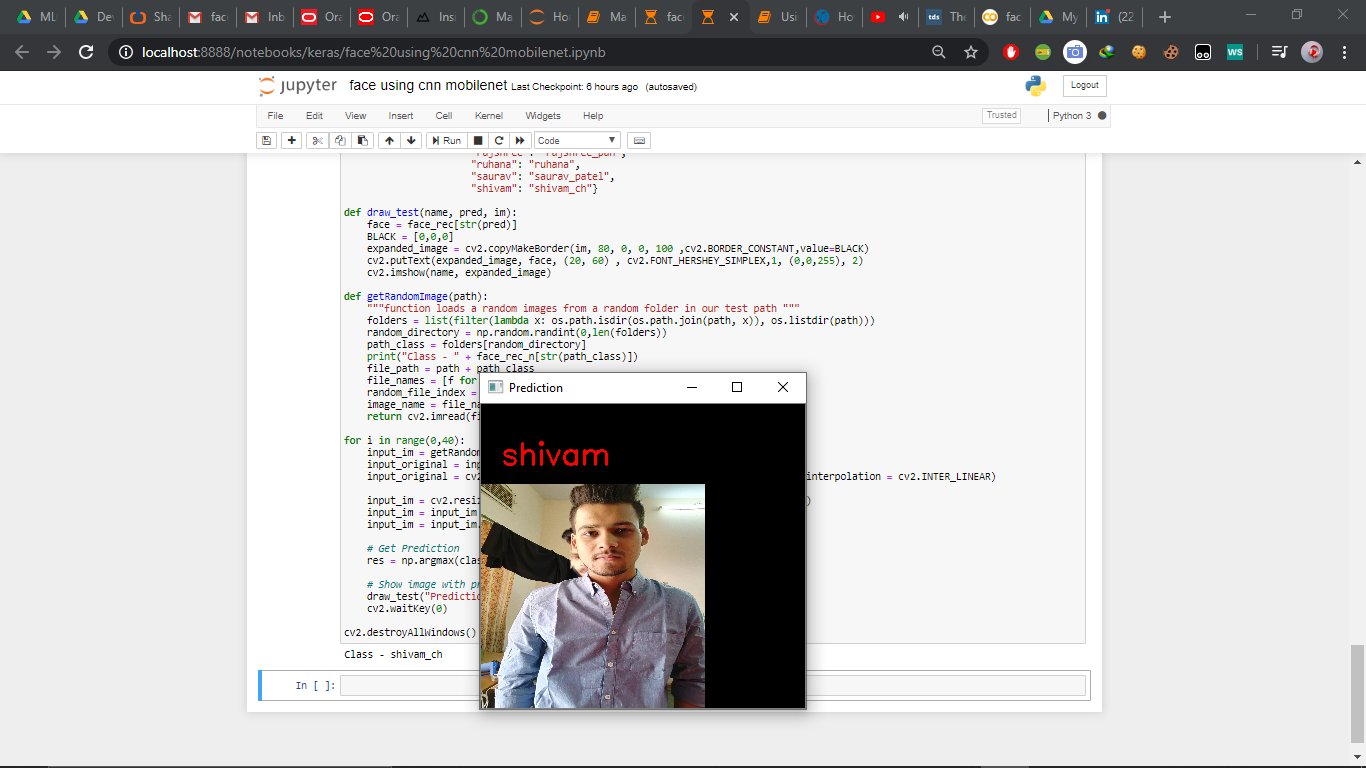 ML
Dev
Sha
fac
Inb
Ora
Ora
Insi
Ma
Ho
Ma
fac
Usi
Ho
tds The
fac
My
in (22
localhost:8888/notebooks/keras/face%20using%20cnn%20mobilenet.ipynb
WS
jupyter face using cnn mobilenet Last Checkpoint: 6 hours ago (autosaved)
Logout
File Edit View Insert Cell Kernel Widgets Help
Trusted
Python 3
Run
Code
"ruhana": "ruhana",
"saurav": "saurav_patel",
"shivam": "shivam_ch"}
def draw_test(name, pred, im):
face = face_rec[str(pred)]
BLACK = [0,0,0]
expanded_image = cv2.copyMakeBorder(im, 80, 0, 0, 100 ,cv2.BORDER_CONSTANT,value=BLACK)
cv2.putText(expanded_image, face, (20, 60) , cv2.FONT_HERSHEY_SIMPLEX,1, (0,0,255), 2)
cv2.imshow(name, expanded_image)
def getRandomImage(path):
"""function loads a random images from a random folder in our test path """
folders = list(filter(lambda x: os.path.isdir(os.path.join(path, x)), os.listdir(path)))
random_directory = np.random.randint(0,len(folders))
path_class = folders[random_directory]
print("Class - " + face_rec_n[str(path_class)])
file_path = path + path_class
file_names = [f for
random_file_index =
image_name = file_na
return cv2.imread(fi
for i in range(0,40):
input_im = getRandom
input_original = inp
input_original = cv2 interpolation = cv2.INTER_LINEAR)
input_im = cv2.resiz )
input_im = input_im
input_im = input_im.
# Get Prediction
res = np.argmax(clas
# Show image with pr
draw_test("Predictio
cv2.waitKey(0)
cv2.destroyAllWindows()
Class - shivam_ch
In [ ]:
Prediction
shivam